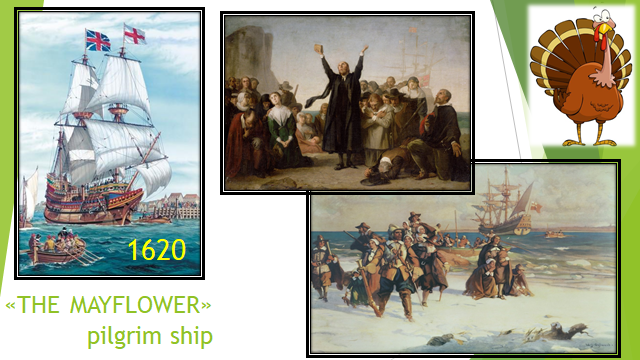 1620
«THE MAYFLOWER»
pilgrim ship